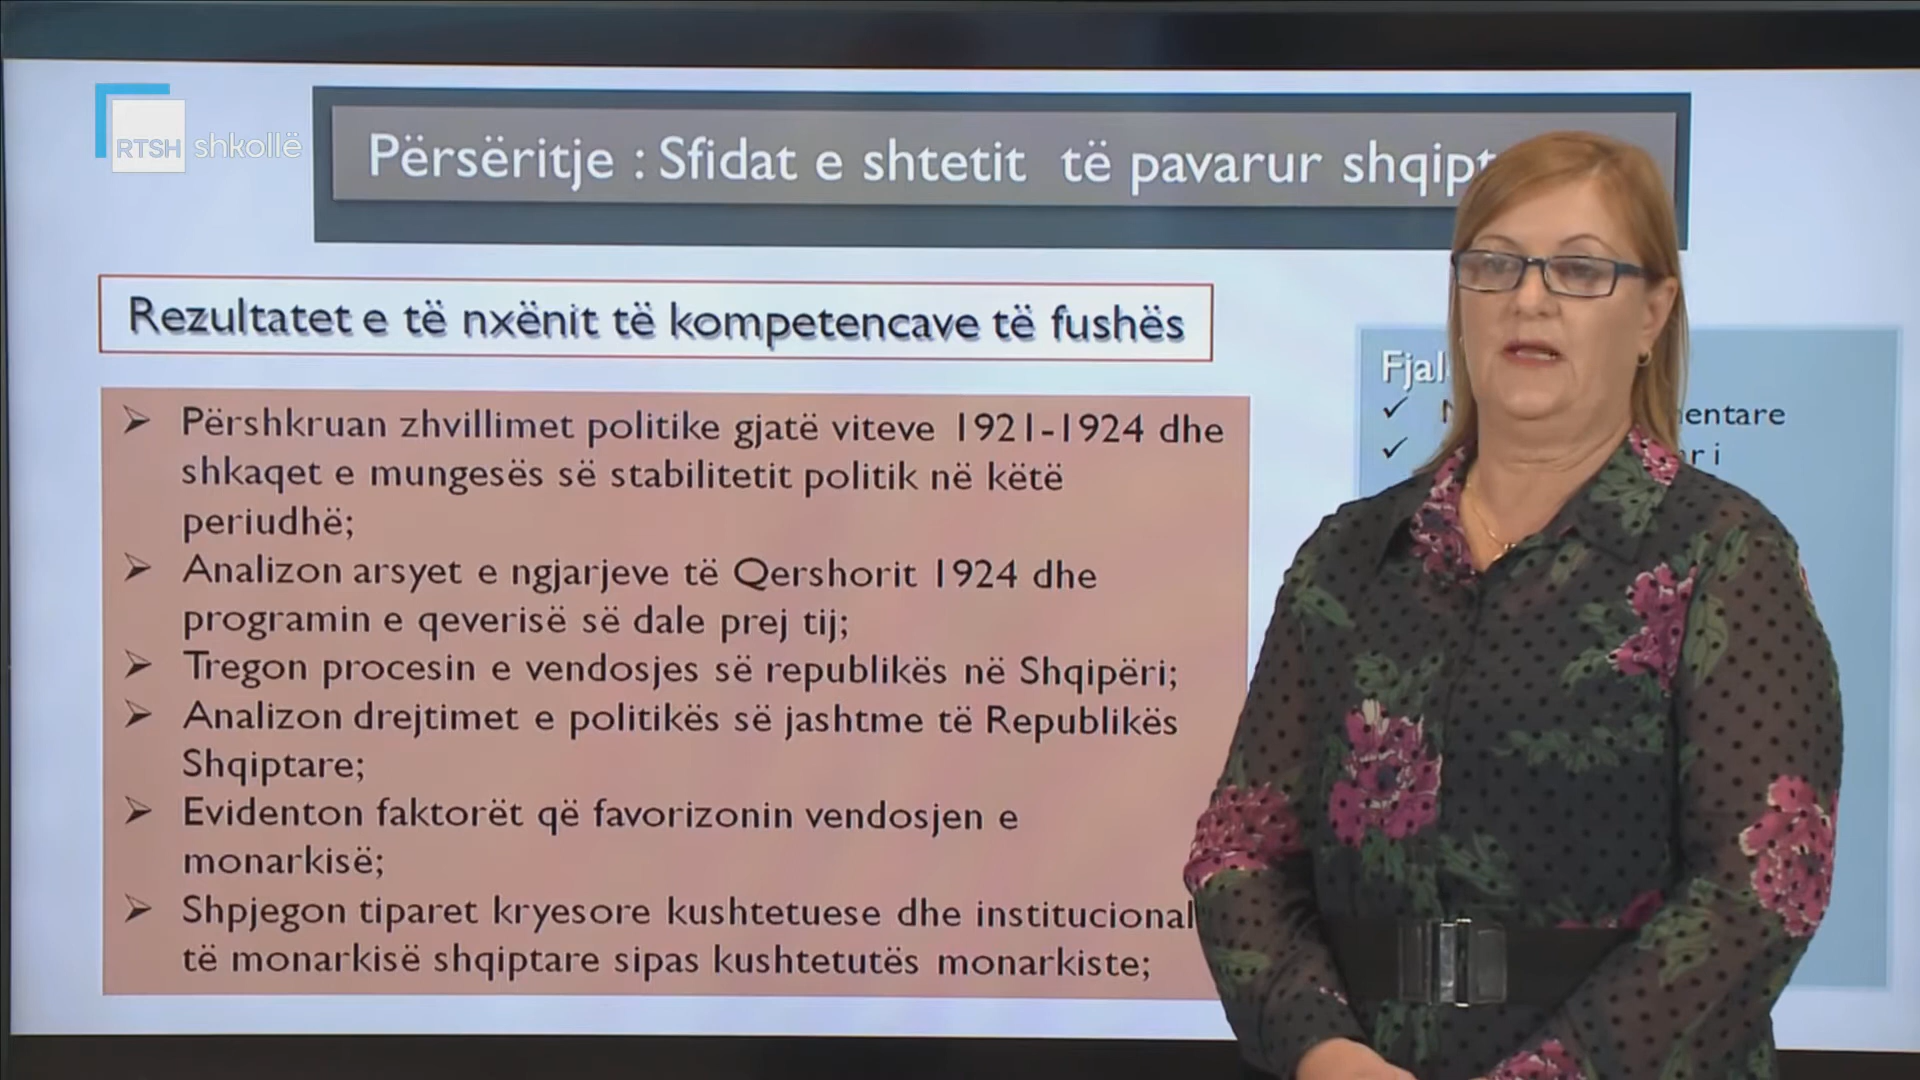 RTSH shkollë
Përsëritje : Sfidat e shtetit të pavarur
Rezultatet e të nxënit të kompetencave të fushës
➢ Përshkruan zhvillimet politike gjatë viteve 1921-1924 dhe
shkaqet e mungesës së stabilitetit politik në këtë
periudhë;
➢ Analizon arsyet e ngjarjeve të Qershorit 1924 dhe
programin e qeverisë së dale prej tij;
➢ Tregon procesin e vendosjes së republikës në Shqipëri;
➢ Analizon drejtimet e politikës së jashtme të Republikës
Shqiptare;
➢ Evidenton faktorët që favorizonin vendosjen e
monarkisë;
➢ Shpjegon tiparet kryesore kushtetuese dhe institucional
të monarkisë shqiptare sipas kushtetutës monarkiste;